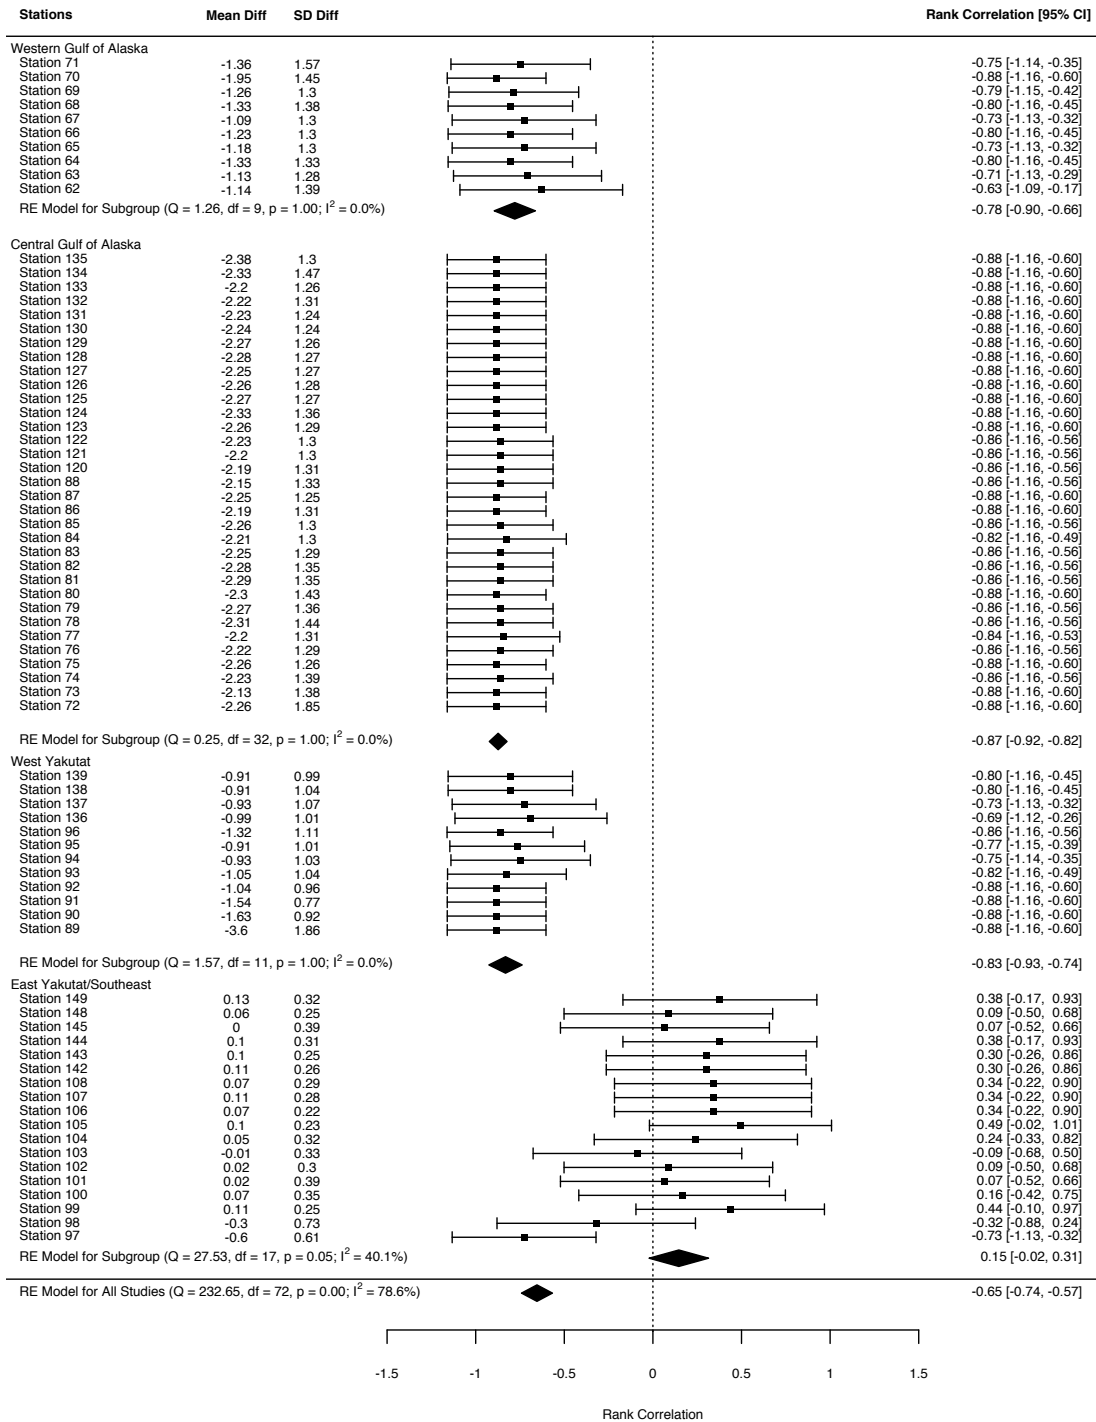 Stations Mean Diff SD Diff Rank Correlation [95% CI]
Western Gulf of Alaska
Station 71 -1.36 1.57 -0.75 [-1.14, -0.35]
Station 70 -1.95 1.45 -0.88 [-1.16, -0.60]
Station 69 -1.26 1.3 -0.79 [-1.15, -0.42]
Station 68 -1.33 1.38 -0.80 [-1.16, -0.45]
Station 67 -1.09 1.3 -0.73 [-1.13, -0.32]
Station 66 -1.23 1.3 -0.80 [-1.16, -0.45]
Station 65 -1.18 1.3 -0.73 [-1.13, -0.32]
Station 64 -1.33 1.33 -0.80 [-1.16, -0.45]
Station 63 -1.13 1.28 -0.71 [-1.13, -0.29]
Station 62 -1.14 1.39 -0.63 [-1.09, -0.17]
RE Model for Subgroup (Q = 1.26, df = 9, p = 1.00; I² = 0.0%) -0.78 [-0.90, -0.66]
Central Gulf of Alaska
Station 135 -2.38 1.3 -0.88 [-1.16, -0.60]
Station 134 -2.33 1.47 -0.88 [-1.16, -0.60]
Station 133 -2.2 1.26 -0.88 [-1.16, -0.60]
Station 132 -2.22 1.31 -0.88 [-1.16, -0.60]
Station 131 -2.23 1.24 -0.88 [-1.16, -0.60]
Station 130 -2.24 1.24 -0.88 [-1.16, -0.60]
Station 129 -2.27 1.26 -0.88 [-1.16, -0.60]
Station 128 -2.28 1.27 -0.88 [-1.16, -0.60]
Station 127 -2.25 1.27 -0.88 [-1.16, -0.60]
Station 126 -2.26 1.28 -0.88 [-1.16, -0.60]
Station 125 -2.27 1.27 -0.88 [-1.16, -0.60]
Station 124 -2.33 1.36 -0.88 [-1.16, -0.60]
Station 123 -2.26 1.29 -0.88 [-1.16, -0.60]
Station 122 -2.23 1.3 -0.86 [-1.16, -0.56]
Station 121 -2.2 1.3 -0.86 [-1.16, -0.56]
Station 120 -2.19 1.31 -0.86 [-1.16, -0.56]
Station 88 -2.15 1.33 -0.86 [-1.16, -0.56]
Station 87 -2.25 1.25 -0.88 [-1.16, -0.60]
Station 86 -2.19 1.31 -0.88 [-1.16, -0.60]
Station 85 -2.26 1.3 -0.86 [-1.16, -0.56]
Station 84 -2.21 1.3 -0.82 [-1.16, -0.49]
Station 83 -2.25 1.29 -0.86 [-1.16, -0.56]
Station 82 -2.28 1.35 -0.86 [-1.16, -0.56]
Station 81 -2.29 1.35 -0.86 [-1.16, -0.56]
Station 80 -2.3 1.43 -0.88 [-1.16, -0.60]
Station 79 -2.27 1.36 -0.86 [-1.16, -0.56]
Station 78 -2.31 1.44 -0.86 [-1.16, -0.56]
Station 77 -2.2 1.31 -0.84 [-1.16, -0.53]
Station 76 -2.22 1.29 -0.86 [-1.16, -0.56]
Station 75 -2.26 1.26 -0.88 [-1.16, -0.60]
Station 74 -2.23 1.39 -0.86 [-1.16, -0.56]
Station 73 -2.13 1.38 -0.88 [-1.16, -0.60]
Station 72 -2.26 1.85 -0.88 [-1.16, -0.60]
RE Model for Subgroup (Q = 0.25, df = 32, p = 1.00; I² = 0.0%) -0.87 [-0.92, -0.82]
West Yakutat
Station 139 -0.91 0.99 -0.80 [-1.16, -0.45]
Station 138 -0.91 1.04 -0.80 [-1.16, -0.45]
Station 137 -0.93 1.07 -0.73 [-1.13, -0.32]
Station 136 -0.99 1.01 -0.69 [-1.12, -0.26]
Station 96 -1.32 1.11 -0.86 [-1.16, -0.56]
Station 95 -0.91 1.01 -0.77 [-1.15, -0.39]
Station 94 -0.93 1.03 -0.75 [-1.14, -0.35]
Station 93 -1.05 1.04 -0.82 [-1.16, -0.49]
Station 92 -1.04 0.96 -0.88 [-1.16, -0.60]
Station 91 -1.54 0.77 -0.88 [-1.16, -0.60]
Station 90 -1.63 0.92 -0.88 [-1.16, -0.60]
Station 89 -3.6 1.86 -0.88 [-1.16, -0.60]
RE Model for Subgroup (Q = 1.57, df = 11, p = 1.00; I² = 0.0%) -0.83 [-0.93, -0.74]
East Yakutat/Southeast
Station 149 0.13 0.32 0.38 [-0.17, 0.93]
Station 148 0.06 0.25 0.09 [-0.50, 0.68]
Station 145 0 0.39 0.07 [-0.52, 0.66]
Station 144 0.1 0.31 0.38 [-0.17, 0.93]
Station 143 0.1 0.25 0.30 [-0.26, 0.86]
Station 142 0.11 0.26 0.30 [-0.26, 0.86]
Station 108 0.07 0.29 0.34 [-0.22, 0.90]
Station 107 0.11 0.28 0.34 [-0.22, 0.90]
Station 106 0.07 0.22 0.34 [-0.22, 0.90]
Station 105 0.1 0.23 0.49 [-0.02, 1.01]
Station 104 0.05 0.32 0.24 [-0.33, 0.82]
Station 103 -0.01 0.33 -0.09 [-0.68, 0.50]
Station 102 0.02 0.3 0.09 [-0.50, 0.68]
Station 101 0.02 0.39 0.07 [-0.52, 0.66]
Station 100 0.07 0.35 0.16 [-0.42, 0.75]
Station 99 0.11 0.25 0.44 [-0.10, 0.97]
Station 98 -0.3 0.73 -0.32 [-0.88, 0.24]
Station 97 -0.6 0.61 -0.73 [-1.13, -0.32]
RE Model for Subgroup (Q = 27.53, df = 17, p = 0.05; I² = 40.1%) 0.15 [-0.02, 0.31]
RE Model for All Studies (Q = 232.65, df = 72, p = 0.00; I² = 78.6%) -0.65 [-0.74, -0.57]
-1.5 -1 -0.5 0 0.5 1 1.5
Rank Correlation